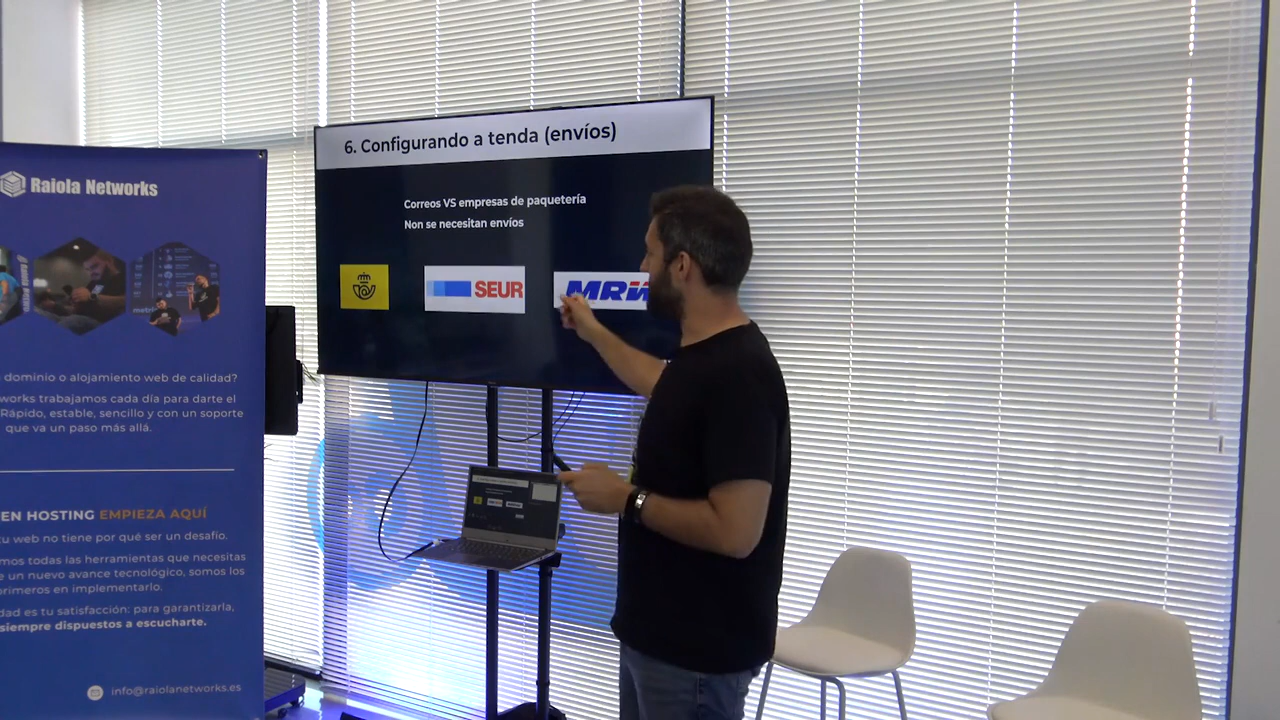 Raiola Networks
dominio o alojamiento web de calidad?
works trabajamos cada día para darte el
Rápido, estable, sencillo y con un soporte
que va un paso más allá.
EN HOSTING EMPIEZA AQUÍ
tu web no tiene por qué ser un desafío.
mos todas las herramientas que necesitas
e un nuevo avance tecnológico, somos los
primeros en implementarlo.
dad es tu satisfacción: para garantizarla,
siempre dispuestos a escucharte.
info@raiolanetworks.es
6. Configurando a tenda (envíos)
Correos VS empresas de paquetería
Non se necesitan envíos
SEUR
MRW